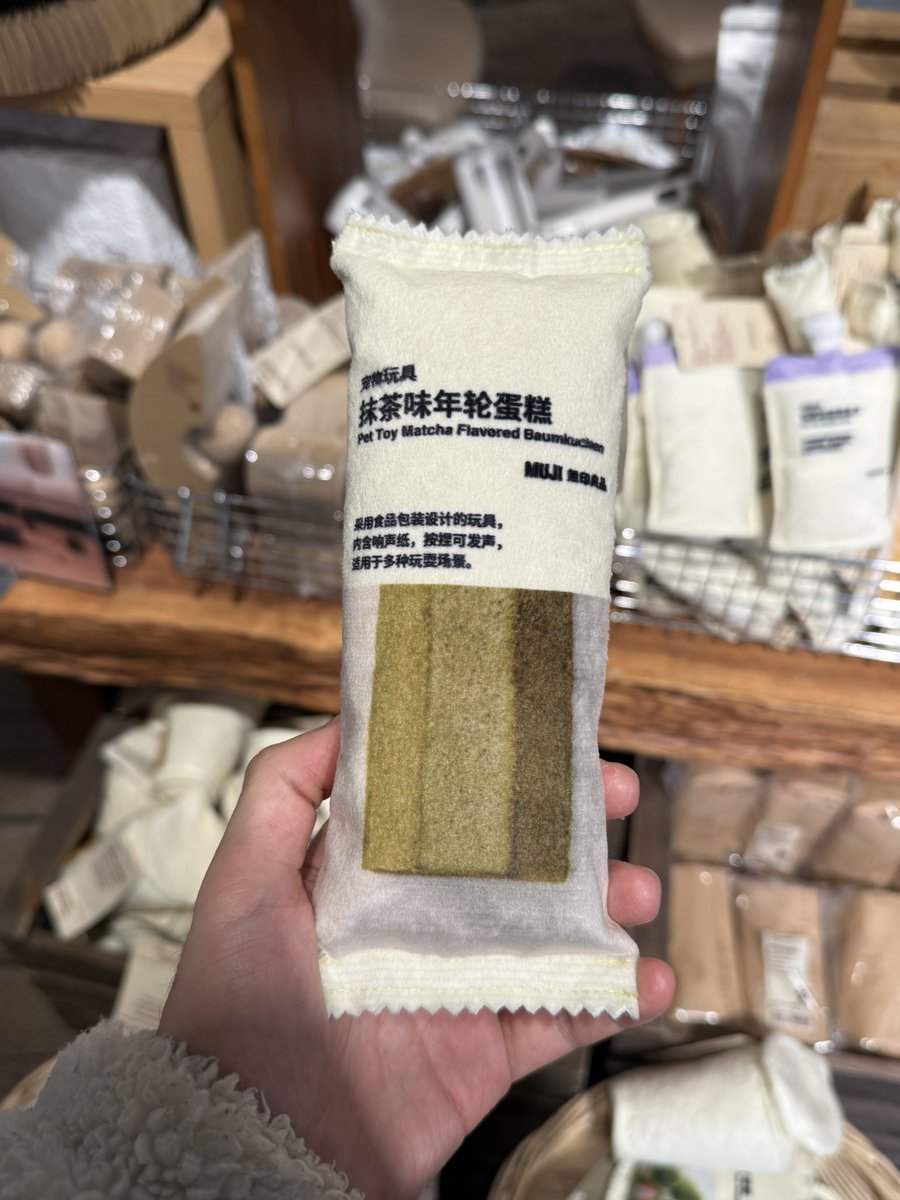 宠物玩具
抹茶味年轮蛋糕
Pet Toy Matcha Flavored Baumkuchen
MUJI 無印良品
采用食品包装设计的玩具，
内含响声纸，按捏可发声，
适用于多种玩耍场景。